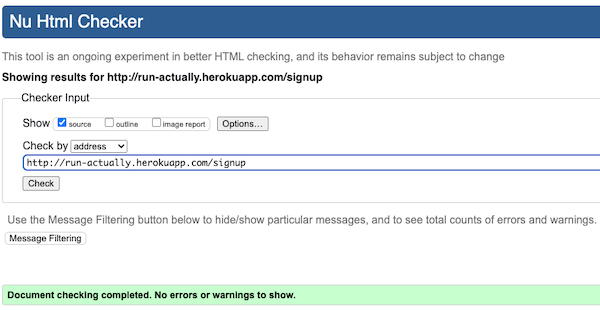 Nu Html Checker
This tool is an ongoing experiment in better HTML checking, and its behavior remains subject to change
Showing results for http://run-actually.herokuapp.com/signup
Checker Input
Show source outline image report Options...
Check by address
http://run-actually.herokuapp.com/signup
Check
Use the Message Filtering button below to hide/show particular messages, and to see total counts of errors and warnings.
Message Filtering
Document checking completed. No errors or warnings to show.